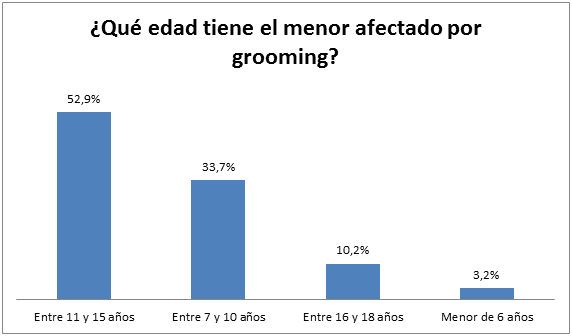 ¿Qué edad tiene el menor afectado por
grooming?
52,9%
33,7%
10,2%
3,2%
Entre 11 y 15 años
Entre 7 y 10 años
Entre 16 y 18 años
Menor de 6 años